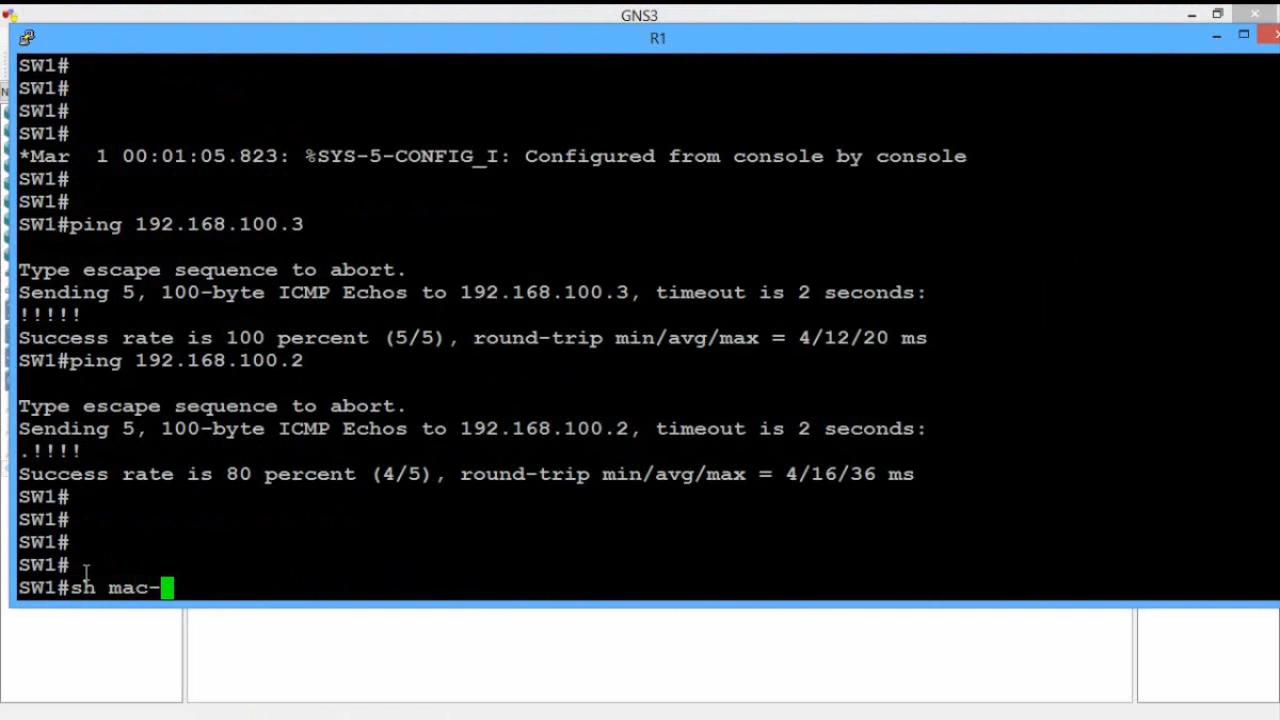 GNS3
R1
SW1#
SW1#
SW1#
SW1#
*Mar  1 00:01:05.823: %SYS-5-CONFIG_I: Configured from console by console
SW1#
SW1#
SW1#ping 192.168.100.3
Type escape sequence to abort.
Sending 5, 100-byte ICMP Echos to 192.168.100.3, timeout is 2 seconds:
!!!!!
Success rate is 100 percent (5/5), round-trip min/avg/max = 4/12/20 ms
SW1#ping 192.168.100.2
Type escape sequence to abort.
Sending 5, 100-byte ICMP Echos to 192.168.100.2, timeout is 2 seconds:
.!!!!
Success rate is 80 percent (4/5), round-trip min/avg/max = 4/16/36 ms
SW1#
SW1#
SW1#
SW1#
SW1#sh mac-